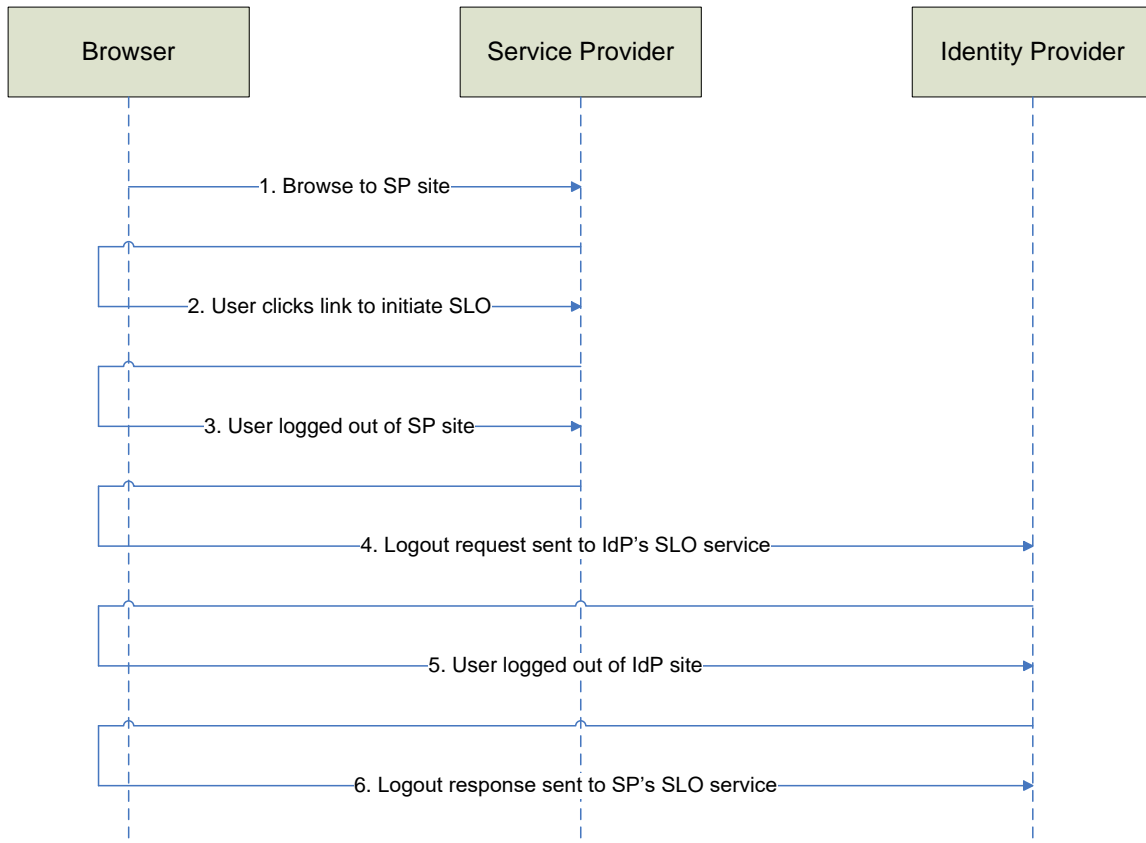 Browser
Service Provider
Identity Provider
1. Browse to SP site
2. User clicks link to initiate SLO
3. User logged out of SP site
4. Logout request sent to IdP’s SLO service
5. User logged out of IdP site
6. Logout response sent to SP’s SLO service